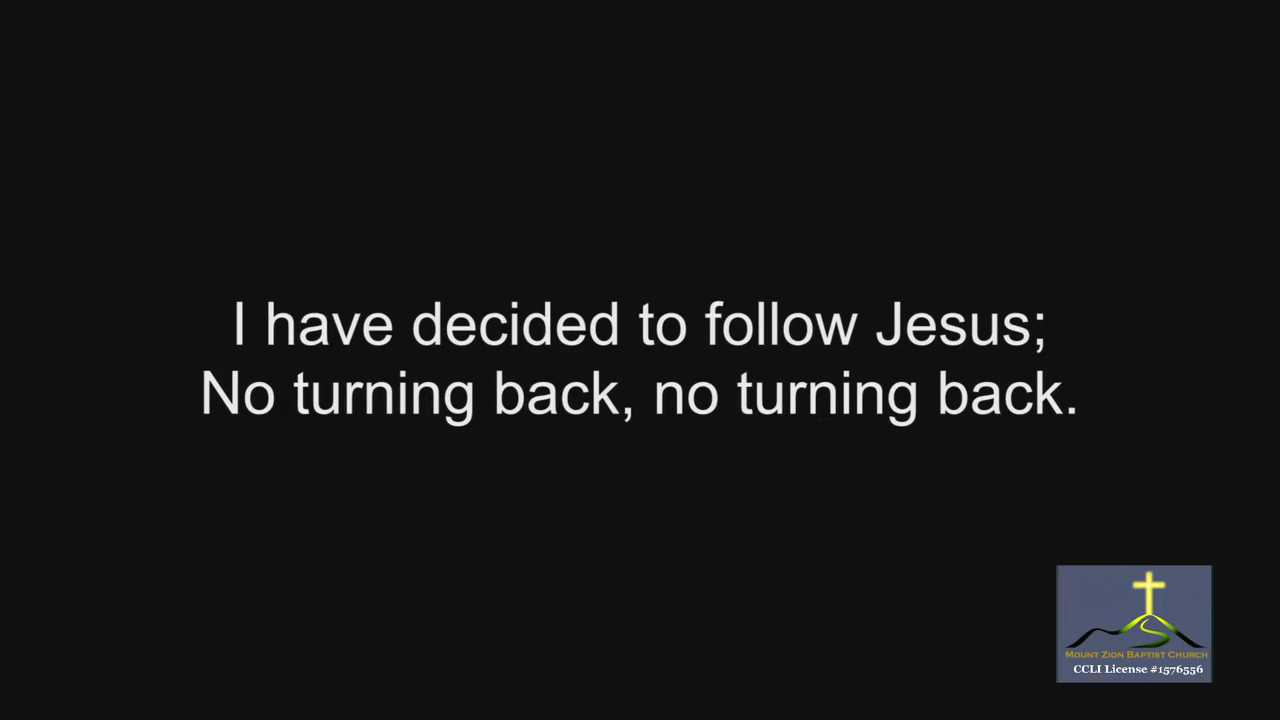 I have decided to follow Jesus;
No turning back, no turning back.
Mount Zion Baptist Church
CCLI License #1576556